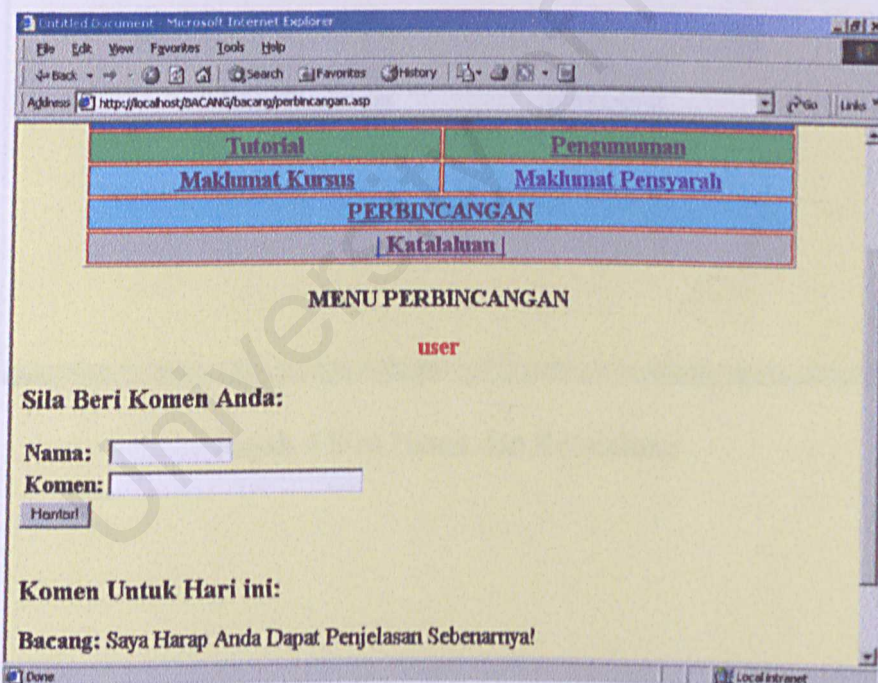 Untitled Document - Microsoft Internet Explorer
File Edit View Favorites Tools Help
Back Search Favorites History
Address http://localhost/BACANG/bacang/perbincangan.asp Go Links
Tutorial Pengumuman
Maklumat Kursus Maklumat Pensyarah
PERBINCANGAN
| Katalaluan |
MENU PERBINCANGAN
user
Sila Beri Komen Anda:
Nama:
Komen:
Hantar!
Komen Untuk Hari ini:
Bacang: Saya Harap Anda Dapat Penjelasan Sebenarnya!
Done Local intranet
University of